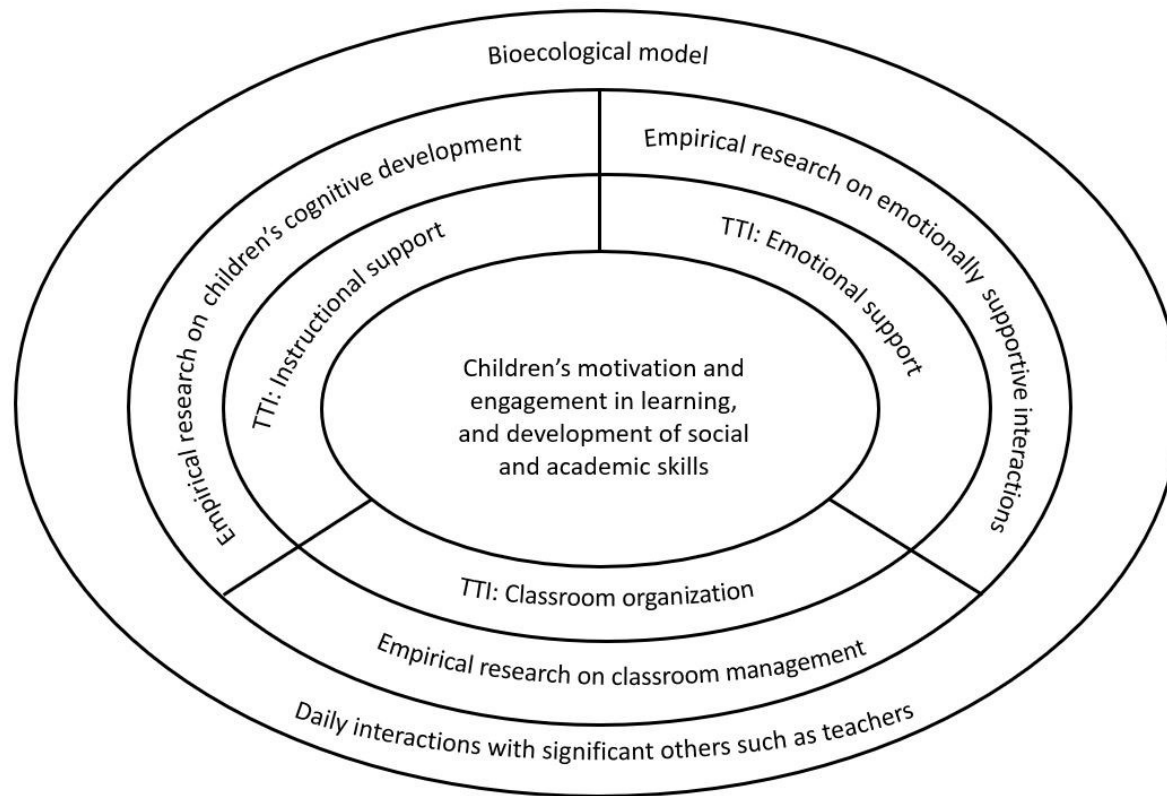 Bioecological model
Empirical research on children’s cognitive development
Empirical research on emotionally supportive interactions
TTI: Instructional support
TTI: Emotional support
Children’s motivation and
engagement in learning,
and development of social
and academic skills
TTI: Classroom organization
Empirical research on classroom management
Daily interactions with significant others such as teachers